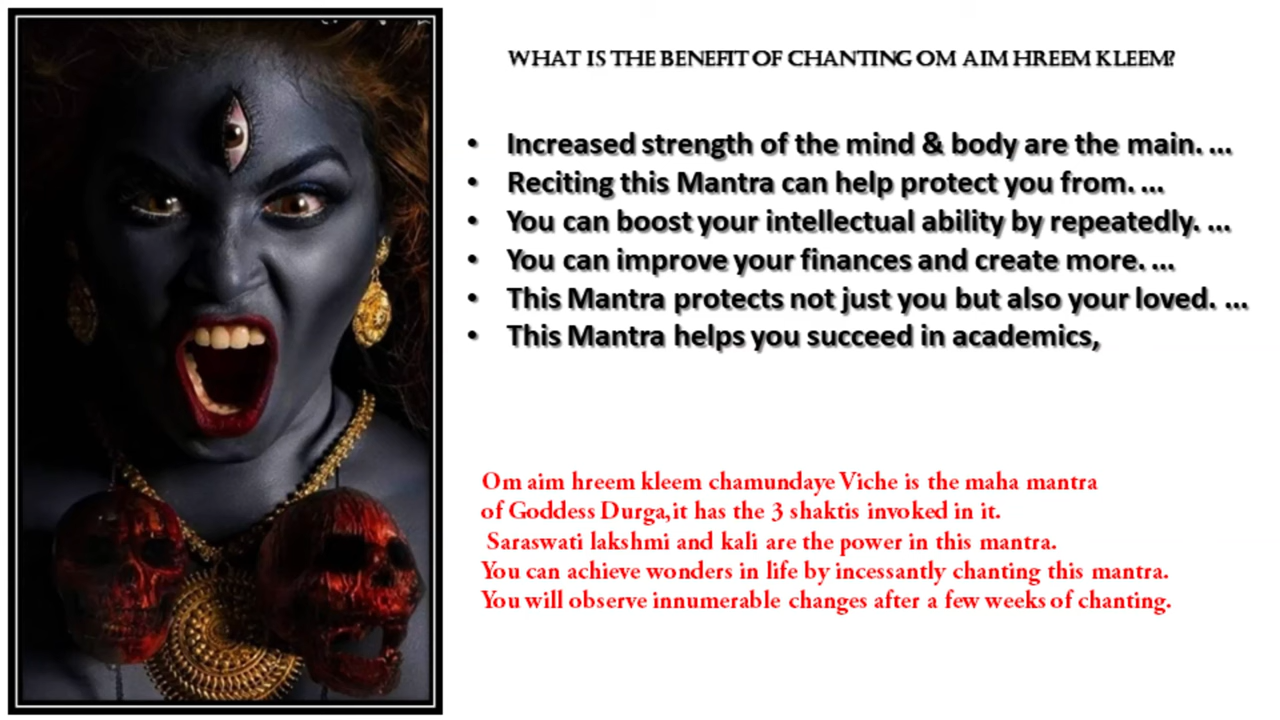 WHAT IS THE BENEFIT OF CHANTING OM AIM HREEM KLEEM?
• Increased strength of the mind & body are the main. ...
• Reciting this Mantra can help protect you from. ...
• You can boost your intellectual ability by repeatedly. ...
• You can improve your finances and create more. ...
• This Mantra protects not just you but also your loved. ...
• This Mantra helps you succeed in academics,
Om aim hreem kleem chamundaye Viche is the maha mantra
of Goddess Durga,it has the 3 shaktis invoked in it.
Saraswati lakshmi and kali are the power in this mantra.
You can achieve wonders in life by incessantly chanting this mantra.
You will observe innumerable changes after a few weeks of chanting.